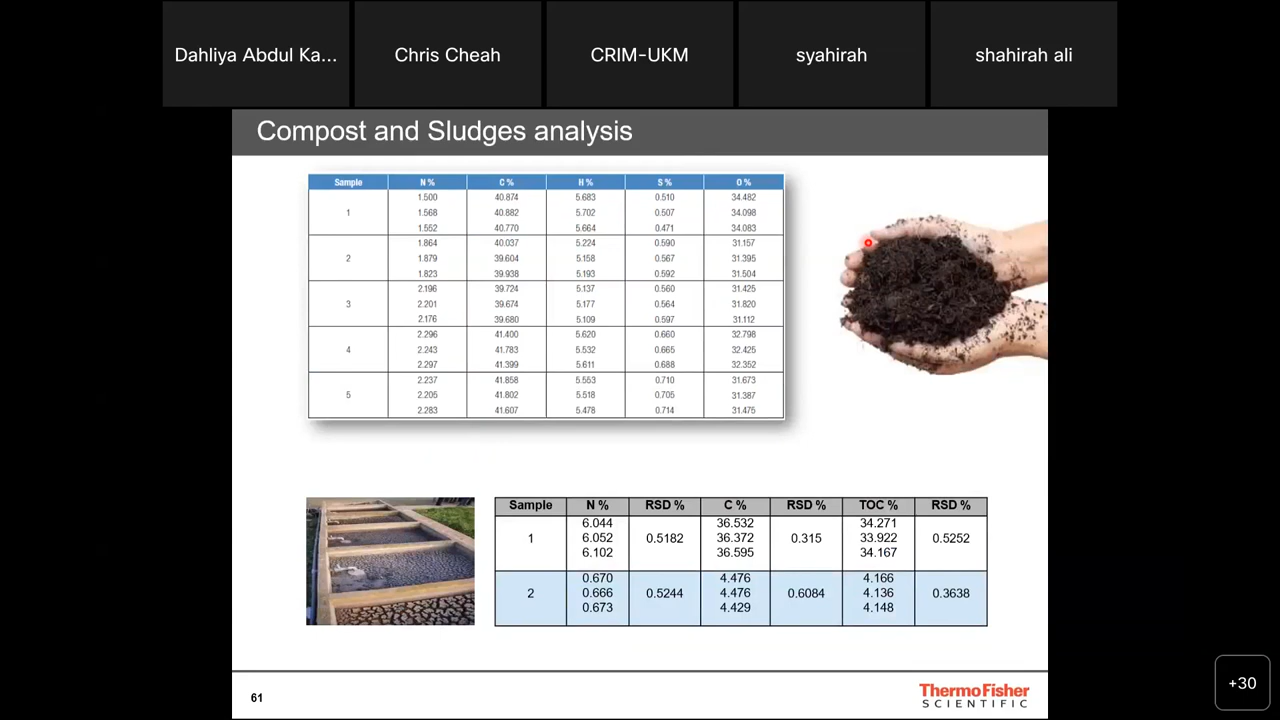 Dahliya Abdul Ka... Chris Cheah CRIM-UKM syahirah shahirah ali
Compost and Sludges analysis
Sample N % C % H % S % O %
1.500 40.874 5.683 0.510 34.482
1 1.568 40.882 5.702 0.507 34.098
1.552 40.770 5.664 0.471 34.083
1.864 40.037 5.224 0.590 31.157
2 1.879 39.604 5.158 0.567 31.395
1.823 39.938 5.193 0.592 31.504
2.196 39.724 5.137 0.560 31.425
3 2.201 39.674 5.177 0.564 31.820
2.176 39.680 5.109 0.597 31.112
2.296 41.400 5.620 0.660 32.798
4 2.243 41.783 5.532 0.665 32.425
2.297 41.399 5.611 0.688 32.352
2.237 41.858 5.553 0.710 31.673
5 2.205 41.802 5.518 0.705 31.387
2.283 41.607 5.478 0.714 31.475
Sample N % RSD % C % RSD % TOC % RSD %
6.044 36.532 34.271
1 6.052 0.5182 36.372 0.315 33.922 0.5252
6.102 36.595 34.167
0.670 4.476 4.166
2 0.666 0.5244 4.476 0.6084 4.136 0.3638
0.673 4.429 4.148
61
ThermoFisher
SCIENTIFIC
+30